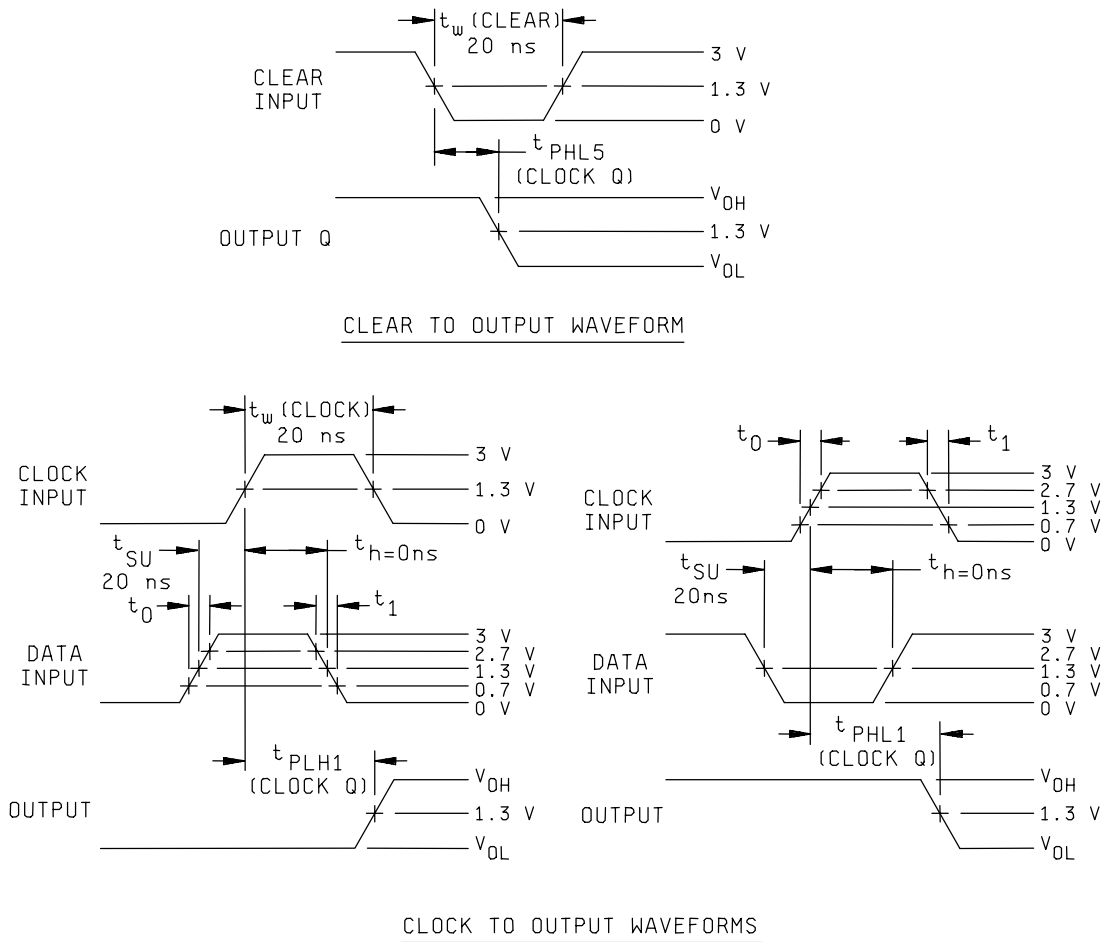 t_w (CLEAR)
20 ns
CLEAR
INPUT
3 V
1.3 V
0 V
t_PHL5
(CLOCK Q)
OUTPUT Q
V_OH
1.3 V
V_OL
CLEAR TO OUTPUT WAVEFORM
t_w (CLOCK)
20 ns
CLOCK
INPUT
3 V
1.3 V
0 V
t_SU
20 ns
t_h=0ns
t_0
t_1
DATA
INPUT
3 V
2.7 V
1.3 V
0.7 V
0 V
t_PLH1
(CLOCK Q)
OUTPUT
V_OH
1.3 V
V_OL
t_0
t_1
CLOCK
INPUT
3 V
2.7 V
1.3 V
0.7 V
0 V
t_SU
20ns
t_h=0ns
DATA
INPUT
3 V
2.7 V
1.3 V
0.7 V
0 V
t_PHL1
(CLOCK Q)
OUTPUT
V_OH
1.3 V
V_OL
CLOCK TO OUTPUT WAVEFORMS